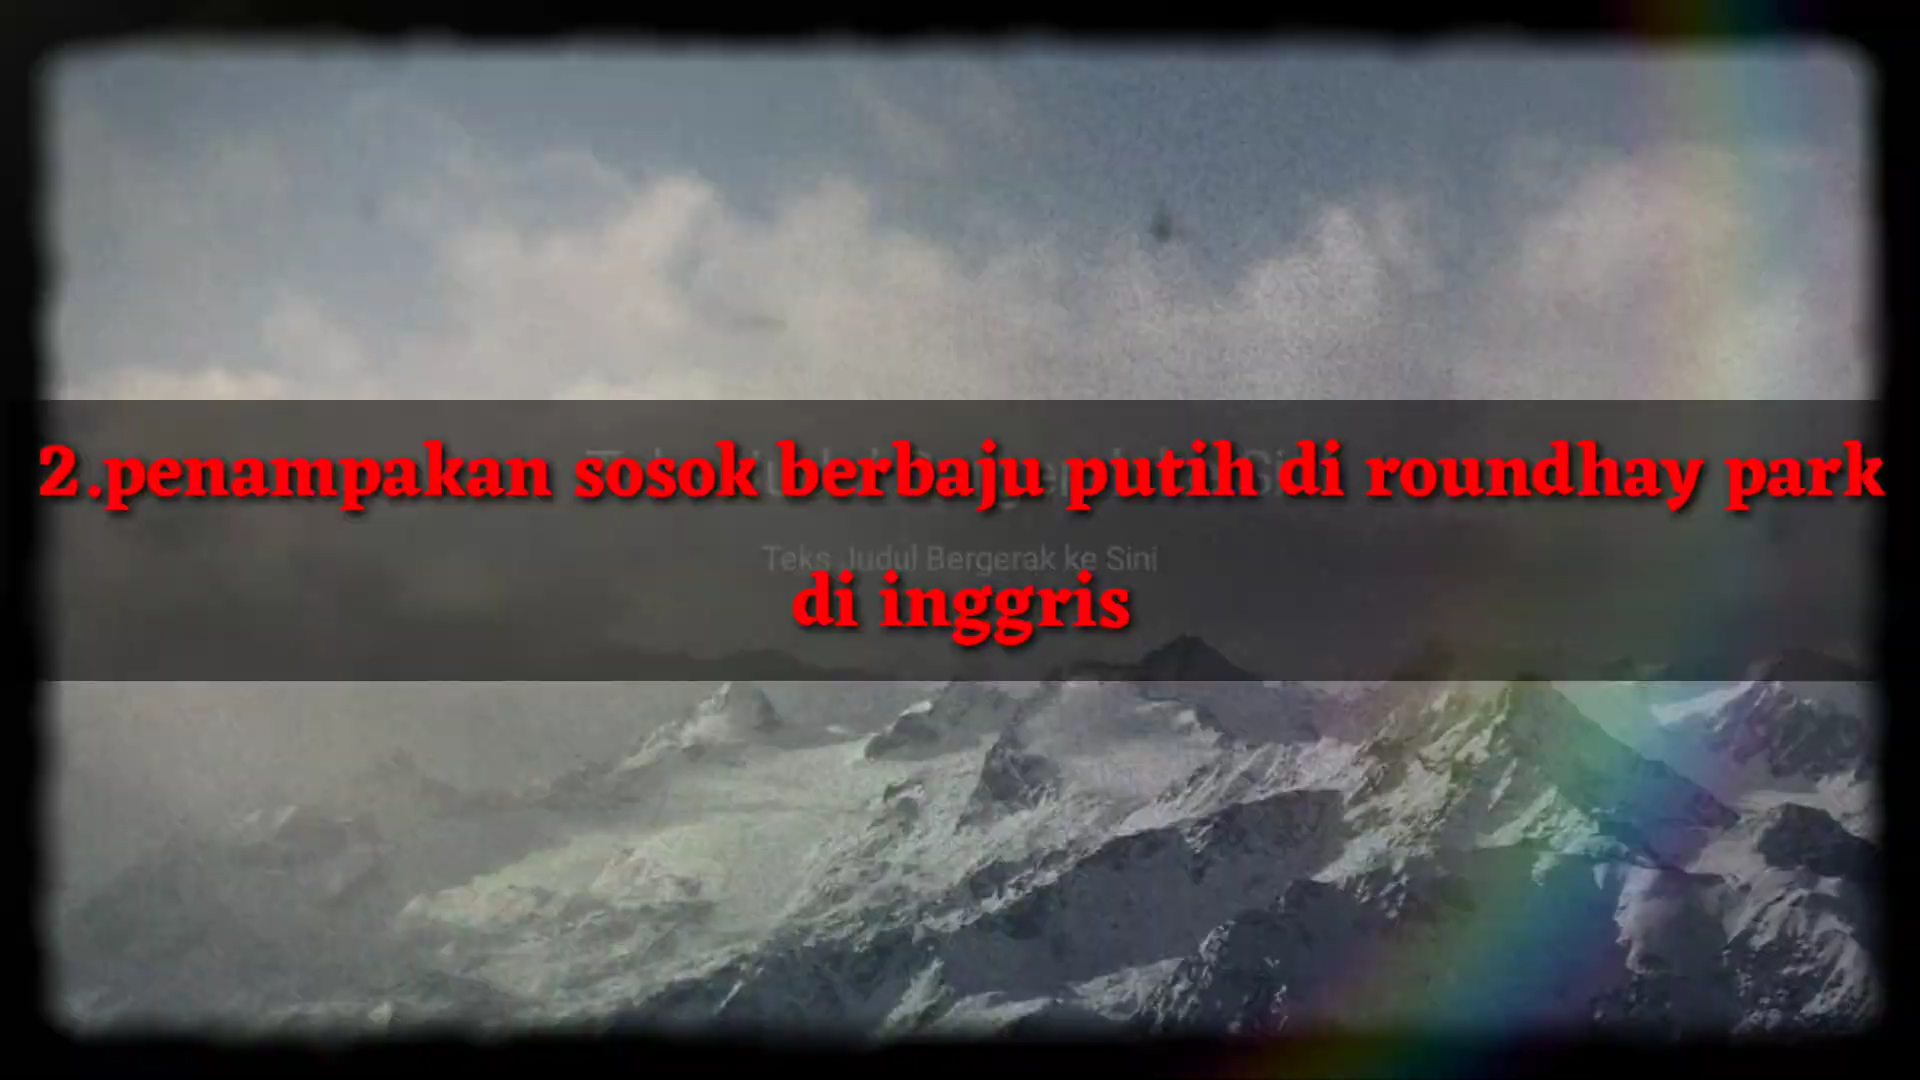 2.penampakan sosok berbaju putih di roundhay park
Teks Judul Bergerak ke Sini
di inggris